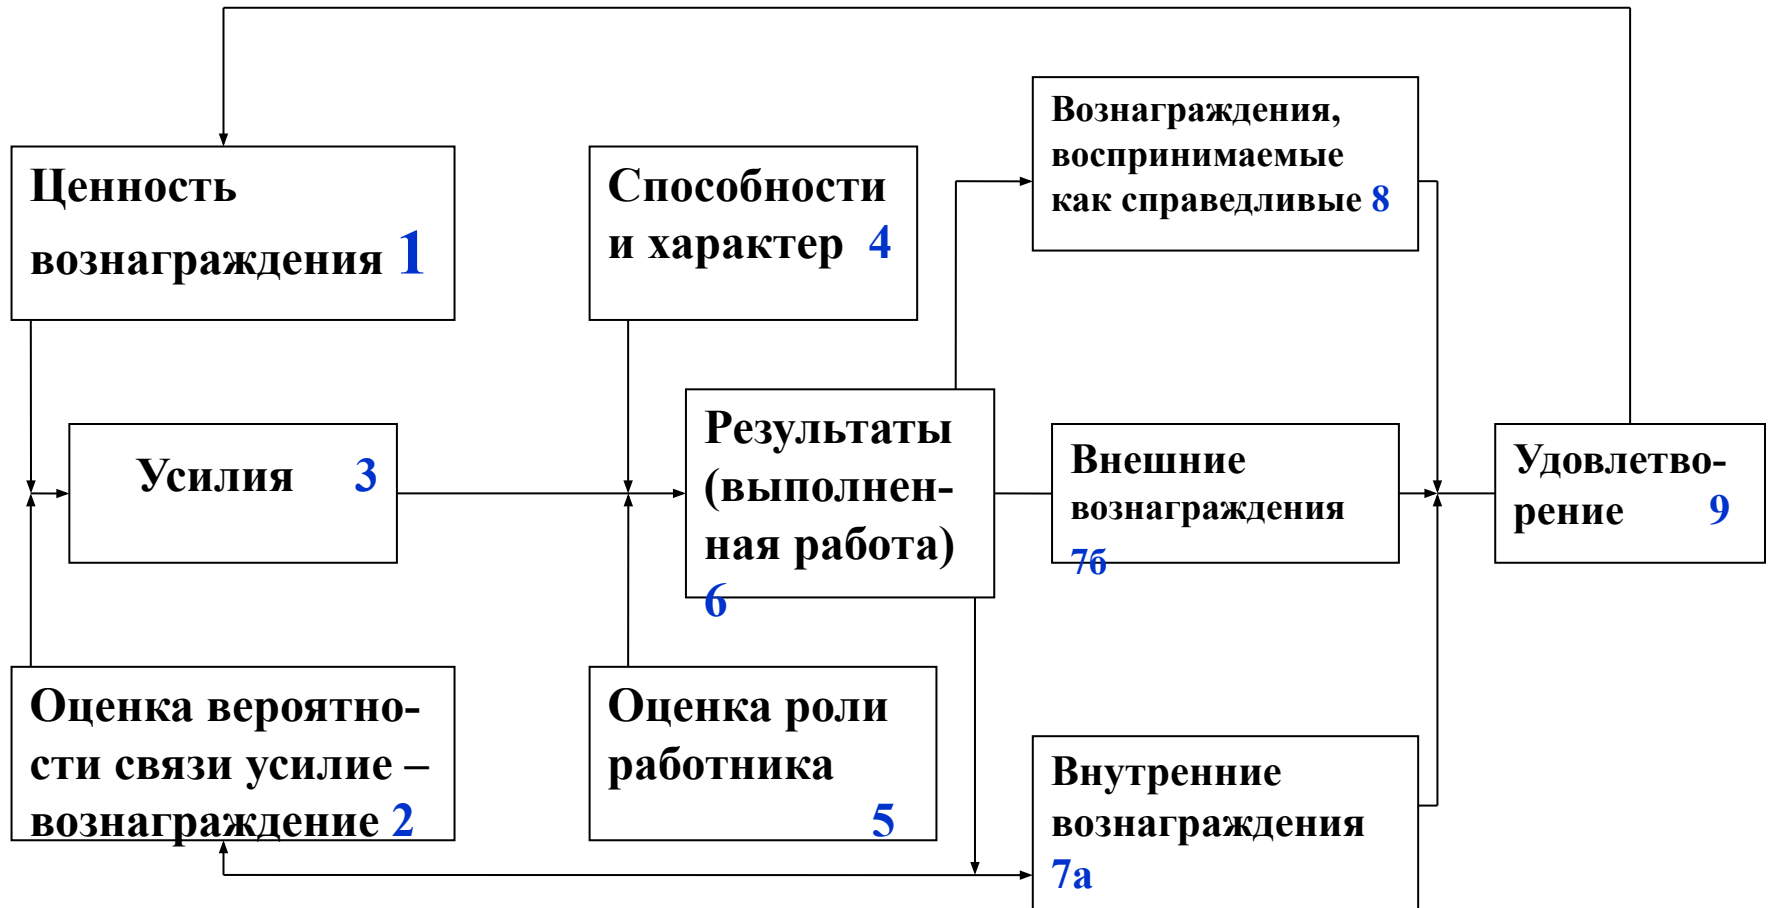 Ценность
вознаграждения 1
Способности
и характер 4
Вознаграждения,
воспринимаемые
как справедливые 8
Усилия 3
Результаты
(выполнен-
ная работа)
6
Внешние
вознаграждения
7б
Удовлетво-
рение 9
Оценка вероятно-
сти связи усилие –
вознаграждение 2
Оценка роли
работника
5
Внутренние
вознаграждения
7а